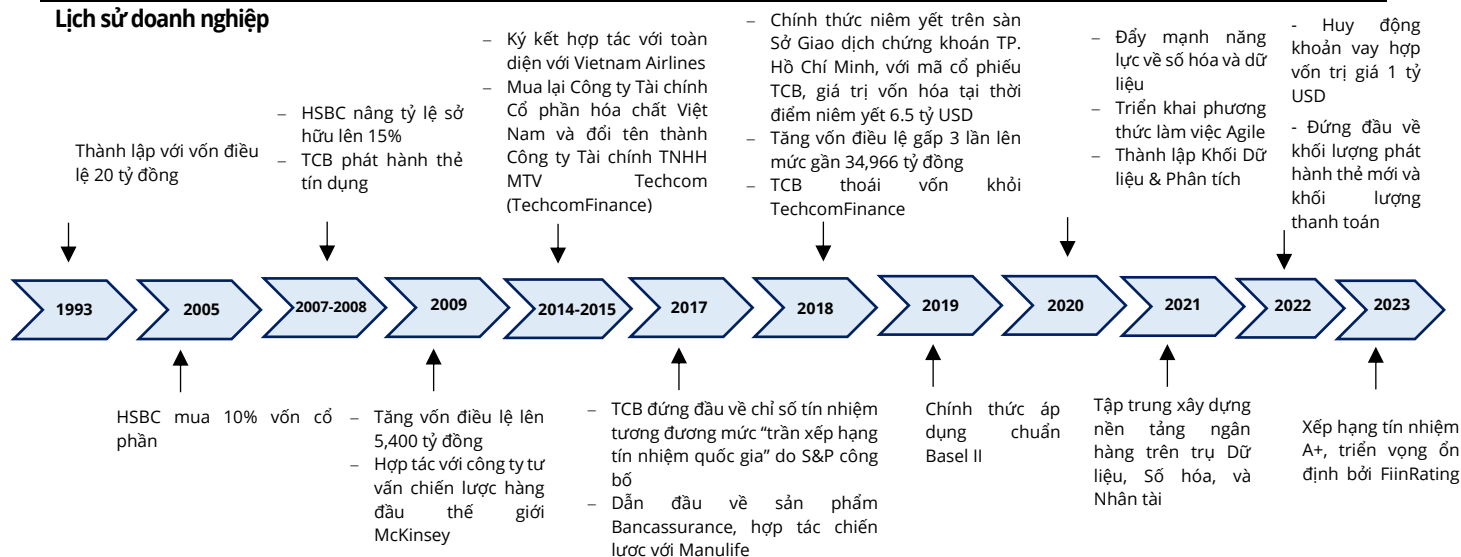 Lịch sử doanh nghiệp
Thành lập với vốn điều
lệ 20 tỷ đồng
– HSBC nâng tỷ lệ sở
hữu lên 15%
– TCB phát hành thẻ
tín dụng
– Ký kết hợp tác với toàn
diện với Vietnam Airlines
– Mua lại Công ty Tài chính
Cổ phần hóa chất Việt
Nam và đổi tên thành
Công ty Tài chính TNHH
MTV Techcom
(TechcomFinance)
– Chính thức niêm yết trên sàn
Sở Giao dịch chứng khoán TP.
Hồ Chí Minh, với mã cổ phiếu
TCB, giá trị vốn hóa tại thời
điểm niêm yết 6.5 tỷ USD
– Tăng vốn điều lệ gấp 3 lần lên
mức gần 34,966 tỷ đồng
– TCB thoái vốn khỏi
TechcomFinance
– Đẩy mạnh năng
lực về số hóa và dữ
liệu
– Triển khai phương
thức làm việc Agile
– Thành lập Khối Dữ
liệu & Phân tích
- Huy động
khoản vay hợp
vốn trị giá 1 tỷ
USD
- Đứng đầu về
khối lượng phát
hành thẻ mới và
khối lượng
thanh toán
1993
2005
2007-2008
2009
2014-2015
2017
2018
2019
2020
2021
2022
2023
HSBC mua 10% vốn cổ
phần
– Tăng vốn điều lệ lên
5,400 tỷ đồng
– Hợp tác với công ty tư
vấn chiến lược hàng
đầu thế giới
McKinsey
– TCB đứng đầu về chỉ số tín nhiệm
tương đương mức “trần xếp hạng
tín nhiệm quốc gia” do S&P công
bố
– Dẫn đầu về sản phẩm
Bancassurance, hợp tác chiến
lược với Manulife
Chính thức áp
dụng chuẩn
Basel II
Tập trung xây dựng
nền tảng ngân
hàng trên trụ Dữ
liệu, Số hóa, và
Nhân tài
Xếp hạng tín nhiệm
A+, triển vọng ổn
định bởi FiinRating